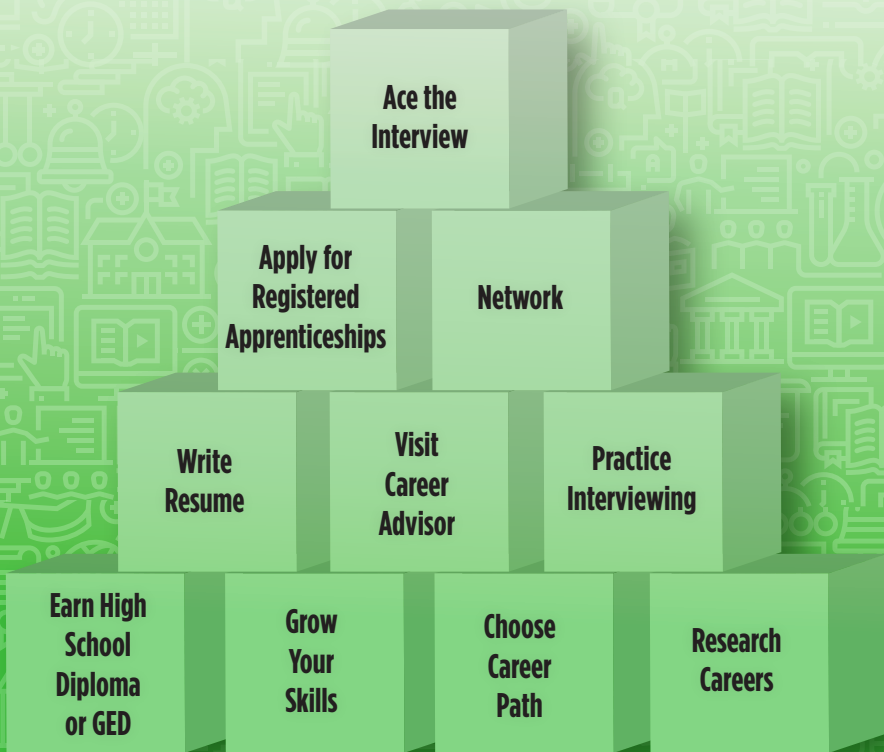 Ace the
Interview
Apply for
Registered
Apprenticeships
Network
Write
Resume
Visit
Career
Advisor
Practice
Interviewing
Earn High
School
Diploma
or GED
Grow
Your
Skills
Choose
Career
Path
Research
Careers